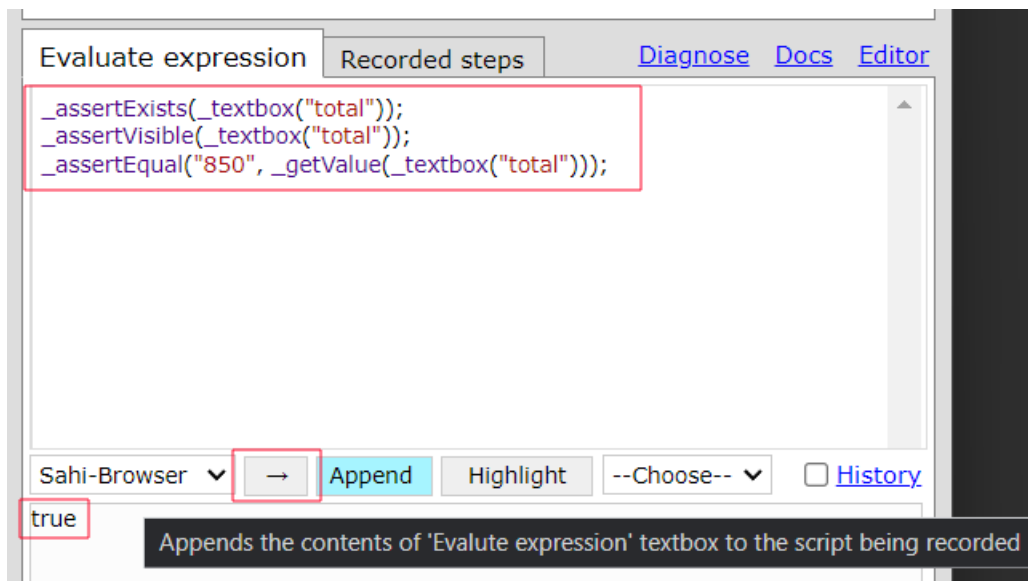 Evaluate expression Recorded steps Diagnose Docs Editor
_assertExists(_textbox("total"));
_assertVisible(_textbox("total"));
_assertEqual("850", _getValue(_textbox("total")));
Sahi-Browser → Append Highlight --Choose-- History
true
Appends the contents of 'Evalute expression' textbox to the script being recorded